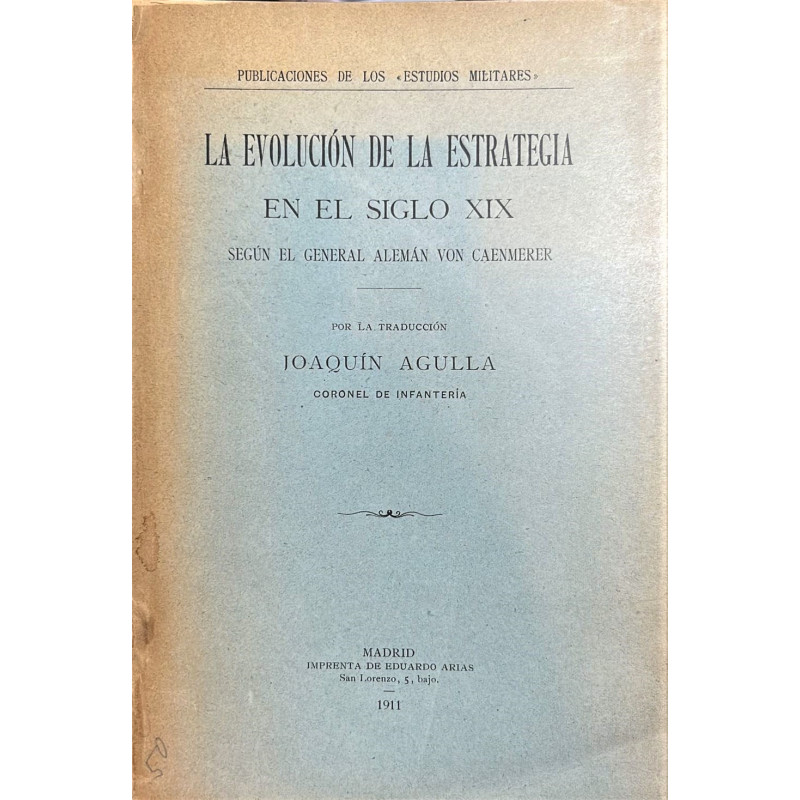 PUBLICACIONES DE LOS «ESTUDIOS MILITARES»
LA EVOLUCIÓN DE LA ESTRATEGIA
EN EL SIGLO XIX
SEGÚN EL GENERAL ALEMÁN VON CAENMERER
POR LA TRADUCCIÓN
JOAQUÍN AGULLA
CORONEL DE INFANTERÍA
MADRID
IMPRENTA DE EDUARDO ARIAS
San Lorenzo, 5, bajo.
1911